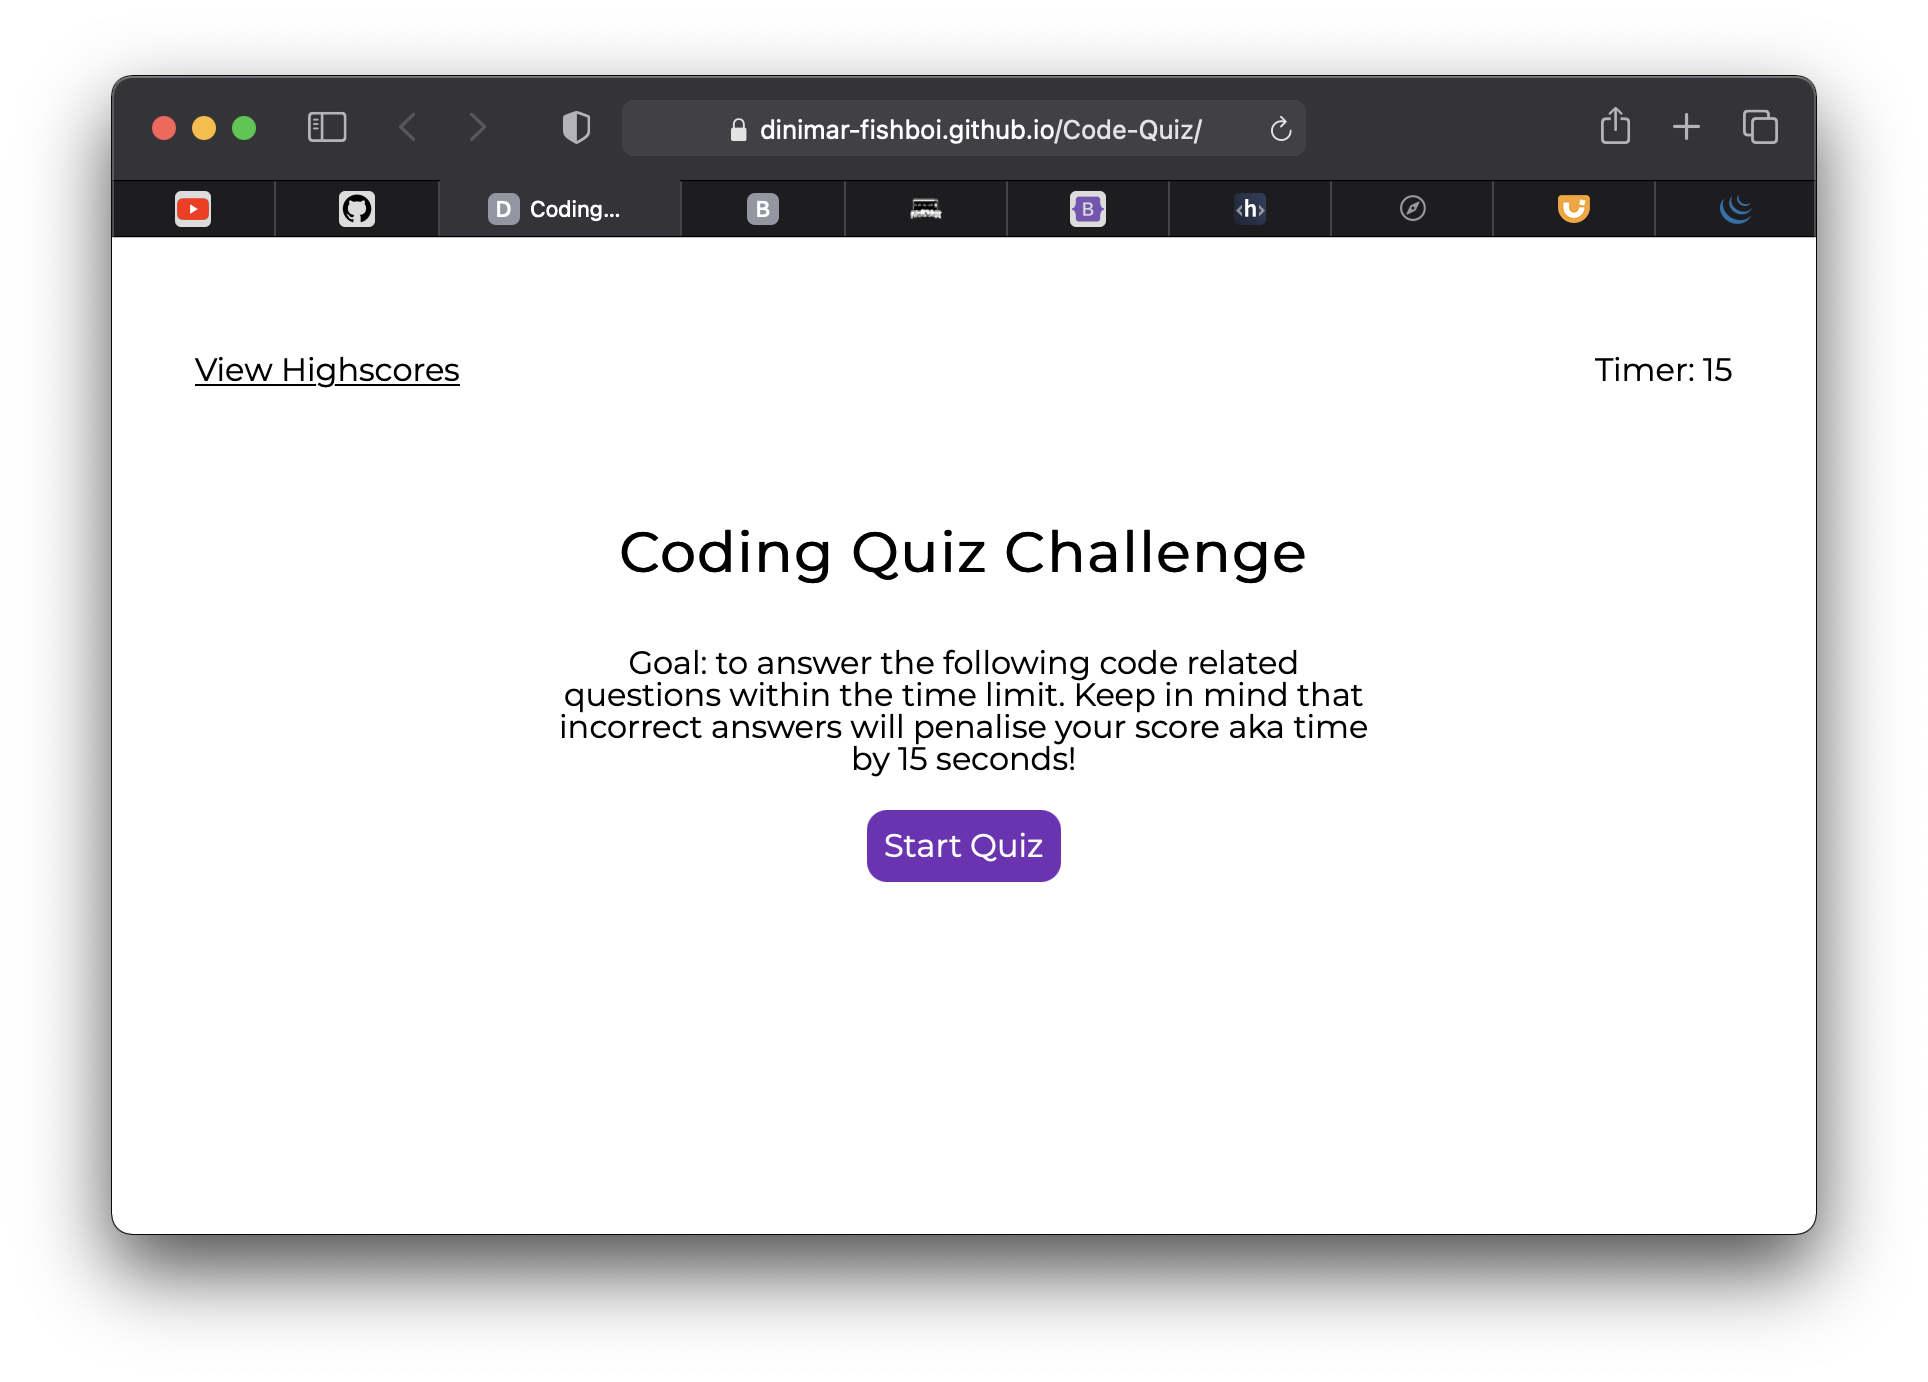 dinimar-fishboi.github.io/Code-Quiz/
D Coding... B B <h>
View Highscores
Timer: 15
Coding Quiz Challenge
Goal: to answer the following code related
questions within the time limit. Keep in mind that
incorrect answers will penalise your score aka time
by 15 seconds!
Start Quiz